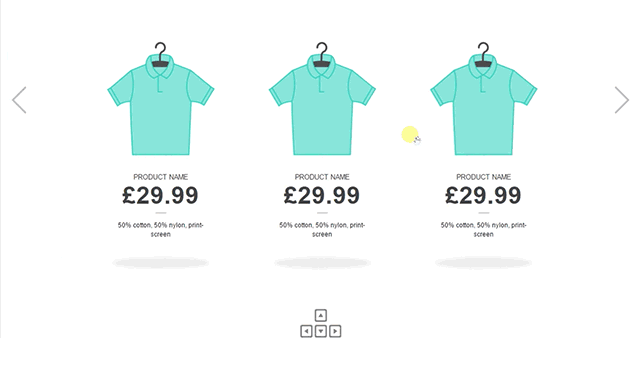 PRODUCT NAME
£29.99
50% cotton, 50% nylon, print-
screen
PRODUCT NAME
£29.99
50% cotton, 50% nylon, print-
screen
PRODUCT NAME
£29.99
50% cotton, 50% nylon, print-
screen